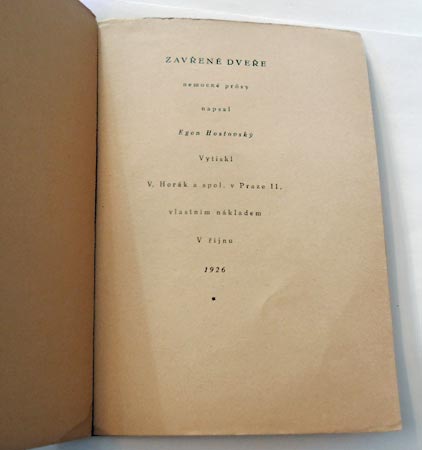 ZAVŘENÉ DVEŘE
nemocné prósy
napsal
Egon Hostovský
Vytiskl
V. Horák a spol. v Praze II.
vlastním nákladem
V říjnu
1926